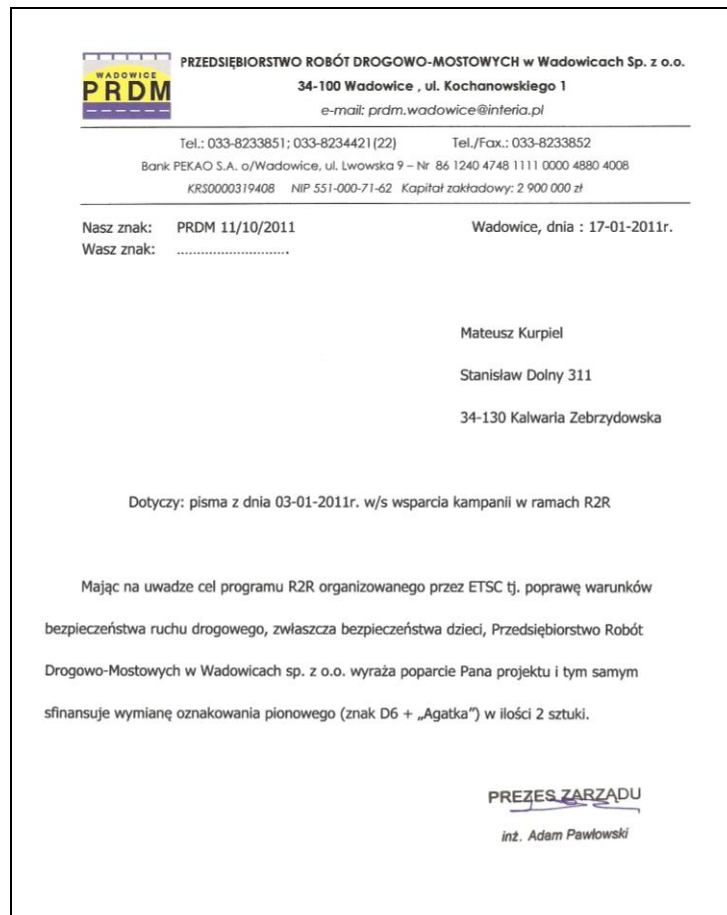 WADOWICE
PRDM
PRZEDSIĘBIORSTWO ROBÓT DROGOWO-MOSTOWYCH w Wadowicach Sp. z o.o.
34-100 Wadowice , ul. Kochanowskiego 1
e-mail: prdm.wadowice@interia.pl
Tel.: 033-8233851; 033-8234421(22) Tel./Fax.: 033-8233852
Bank PEKAO S.A. o/Wadowice, ul. Lwowska 9 – Nr 86 1240 4748 1111 0000 4880 4008
KRS0000319408 NIP 551-000-71-62 Kapitał zakładowy: 2 900 000 zł
Nasz znak: PRDM 11/10/2011 Wadowice, dnia : 17-01-2011r.
Wasz znak: ............................
Mateusz Kurpiel
Stanisław Dolny 311
34-130 Kalwaria Zebrzydowska
Dotyczy: pisma z dnia 03-01-2011r. w/s wsparcia kampanii w ramach R2R
Mając na uwadze cel programu R2R organizowanego przez ETSC tj. poprawę warunków
bezpieczeństwa ruchu drogowego, zwłaszcza bezpieczeństwa dzieci, Przedsiębiorstwo Robót
Drogowo-Mostowych w Wadowicach sp. z o.o. wyraża poparcie Pana projektu i tym samym
sfinansuje wymianę oznakowania pionowego (znak D6 + „Agatka”) w ilości 2 sztuki.
PREZES ZARZĄDU
inż. Adam Pawłowski